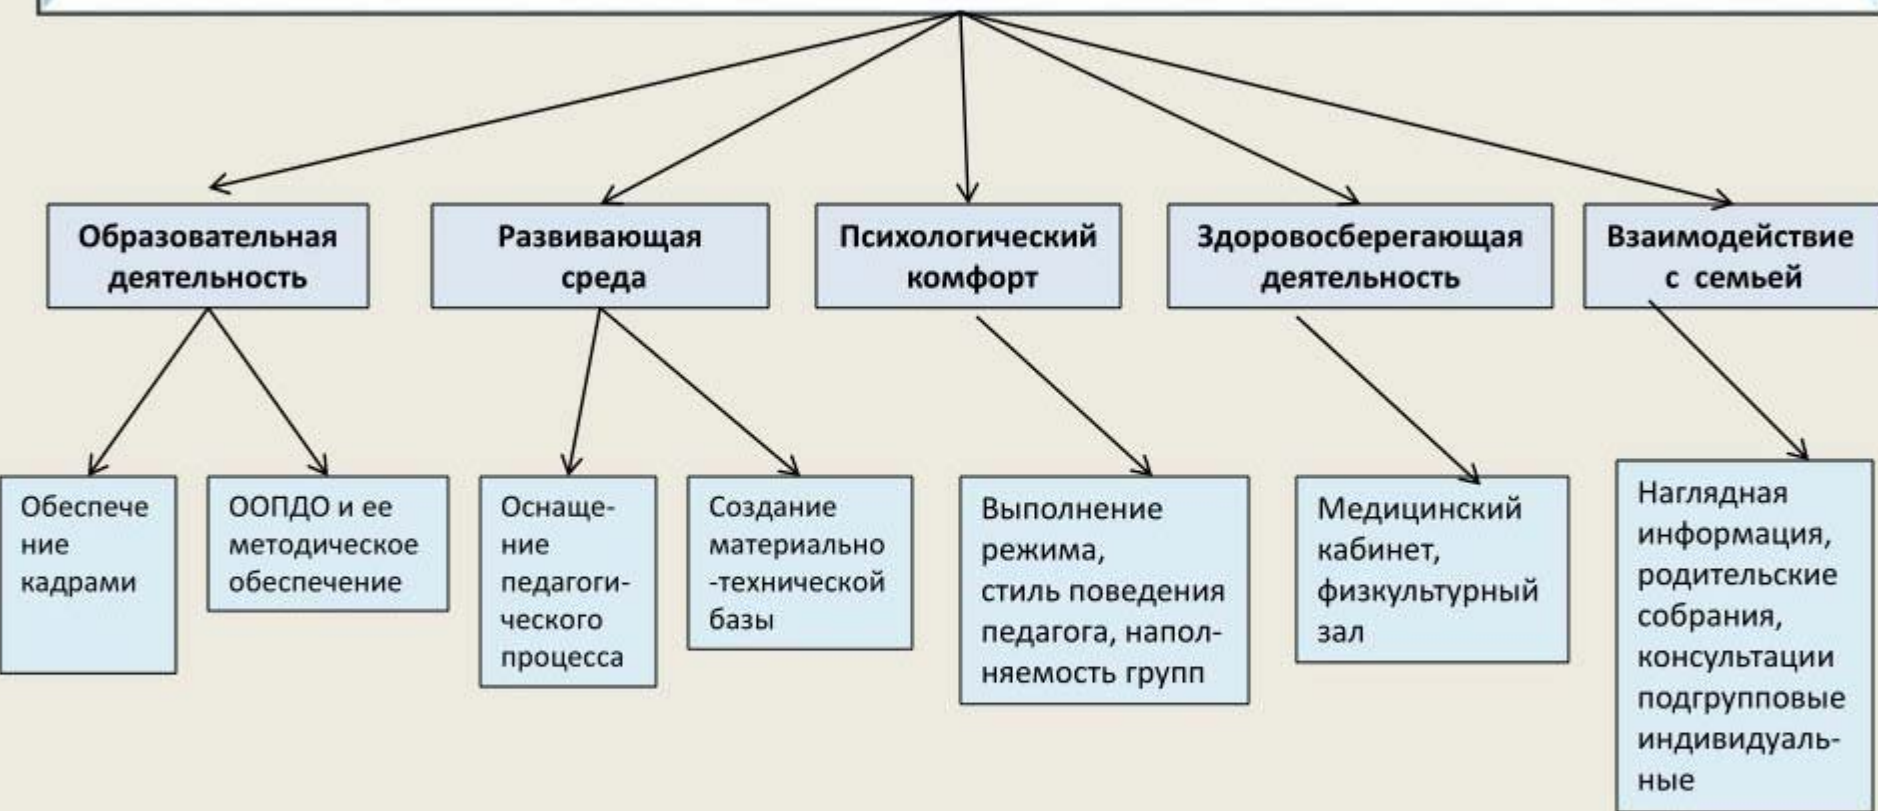 Образовательная
деятельность
Развивающая
среда
Психологический
комфорт
Здоровосберегающая
деятельность
Взаимодействие
с семьей
Обеспече
ние
кадрами
ООПДО и ее
методическое
обеспечение
Оснаще-
ние
педагоги-
ческого
процесса
Создание
материально
-технической
базы
Выполнение
режима,
стиль поведения
педагога, напол-
няемость групп
Медицинский
кабинет,
физкультурный
зал
Наглядная
информация,
родительские
собрания,
консультации
подгрупповые
индивидуаль-
ные